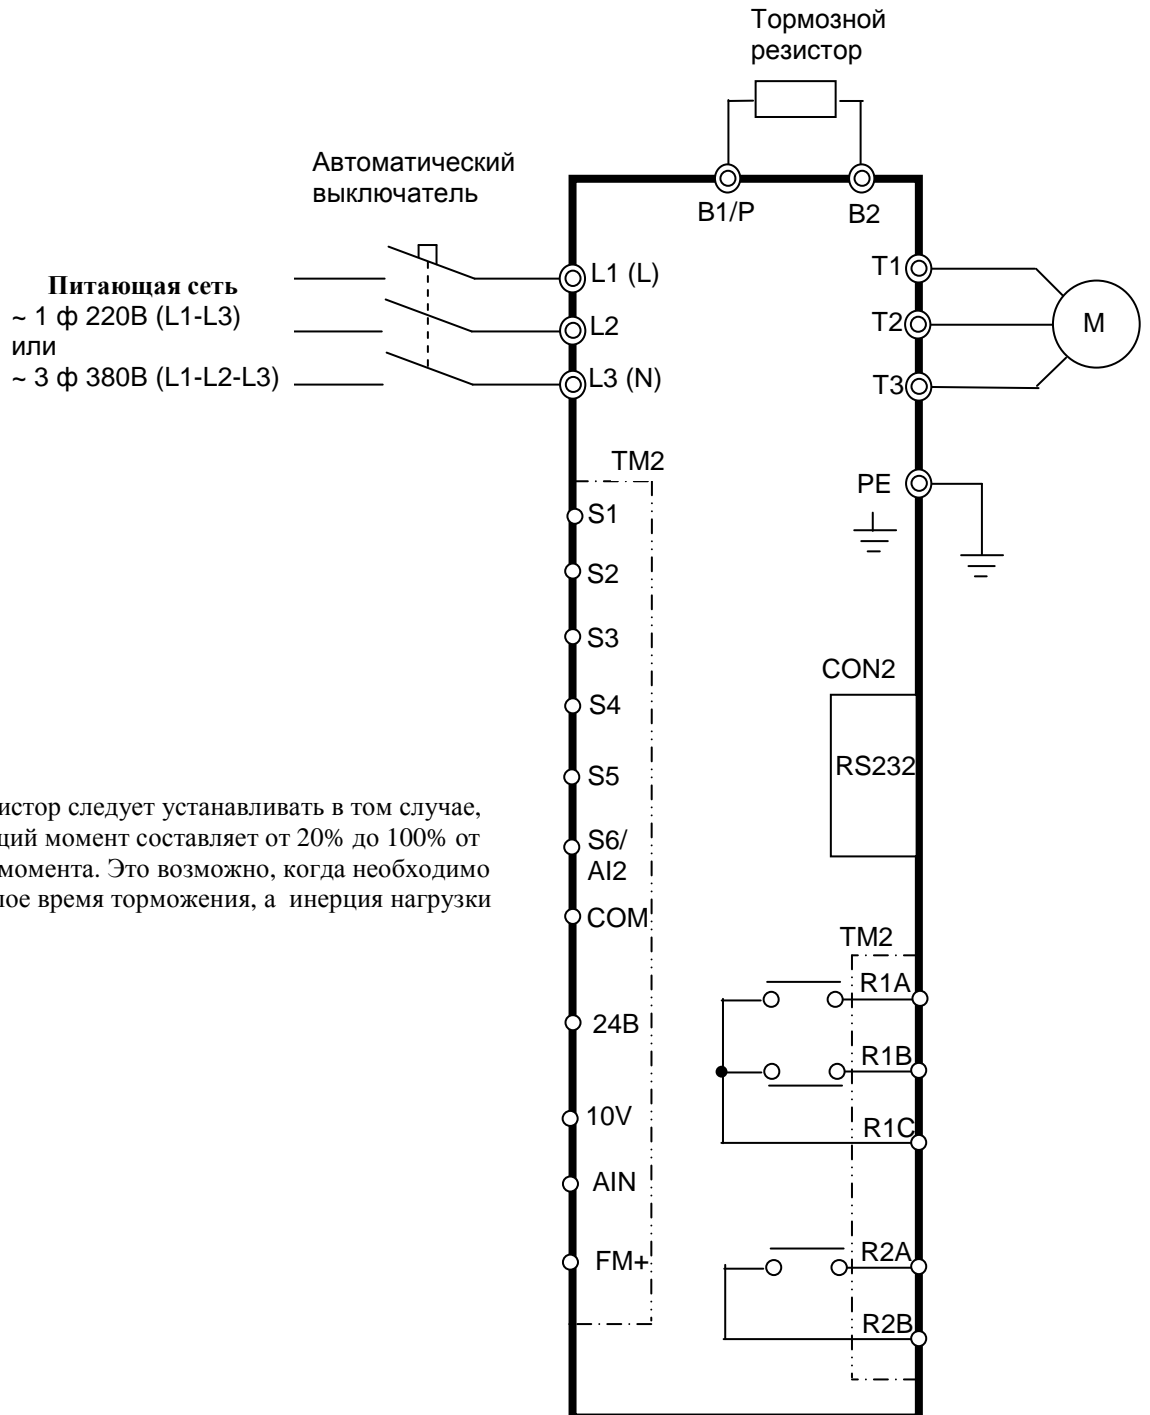 Тормозной
резистор
Автоматический
выключатель
B1/P
B2
L1 (L)
T1
Питающая сеть
~ 1 ф 220В (L1-L3)
L2
T2
M
или
~ 3 ф 380В (L1-L2-L3)
L3 (N)
T3
TM2
PE
S1
S2
S3
CON2
S4
RS232
S5
истор следует устанавливать в том случае,
щий момент составляет от 20% до 100% от
момента. Это возможно, когда необходимо
ое время торможения, а инерция нагрузки
S6/
AI2
COM
TM2
R1A
24В
R1B
10V
R1C
AIN
R2A
FM+
R2B